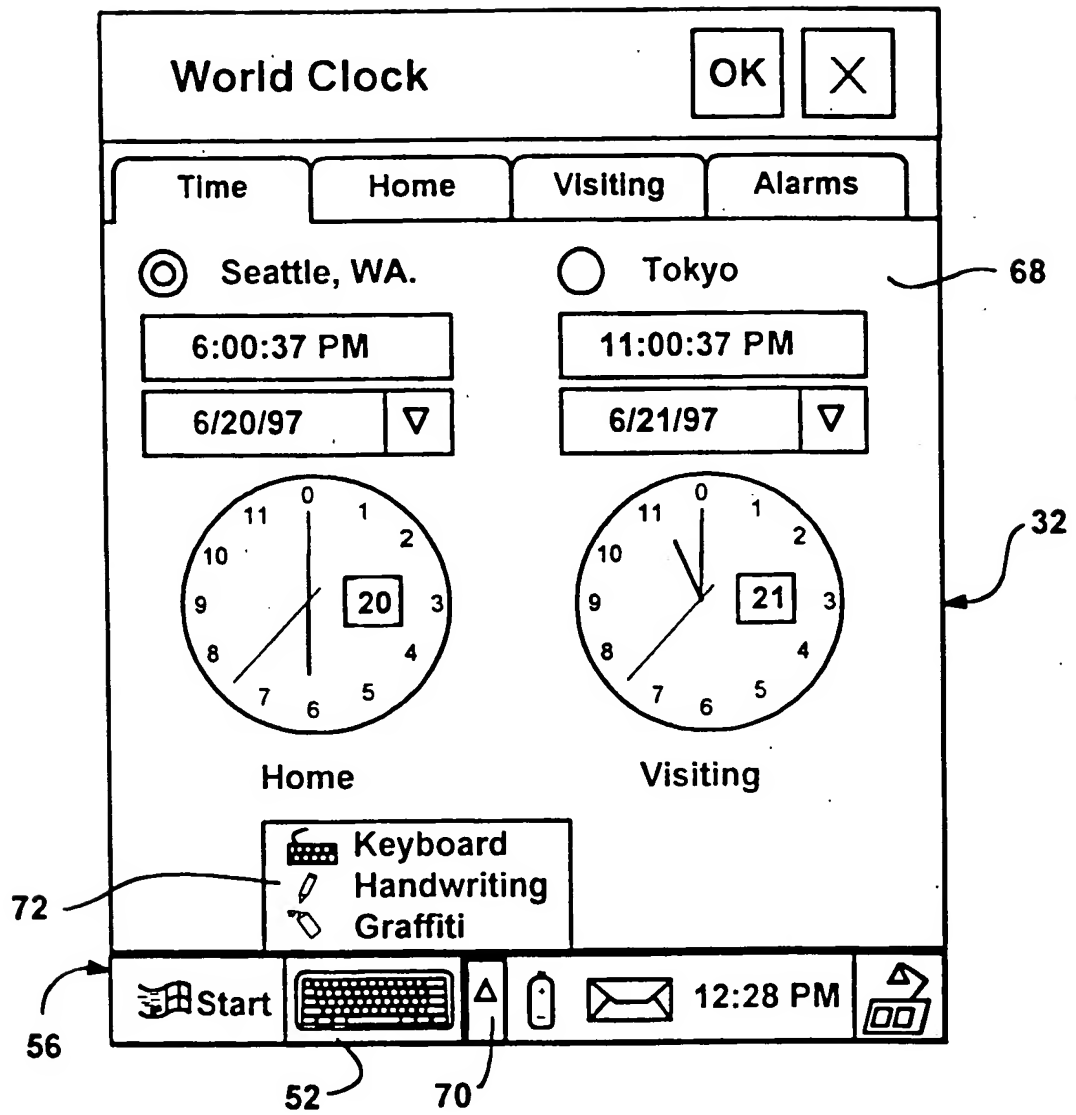 World Clock OK X
Time Home Visiting Alarms
Seattle, WA. Tokyo
68
6:00:37 PM 11:00:37 PM
6/20/97 6/21/97
0 1 2 3 4 5 6 7 8 9 10 11
20
0 1 2 3 4 5 6 7 8 9 10 11
21
32
Home Visiting
Keyboard
Handwriting
Graffiti
72
Start 12:28 PM
56
52 70